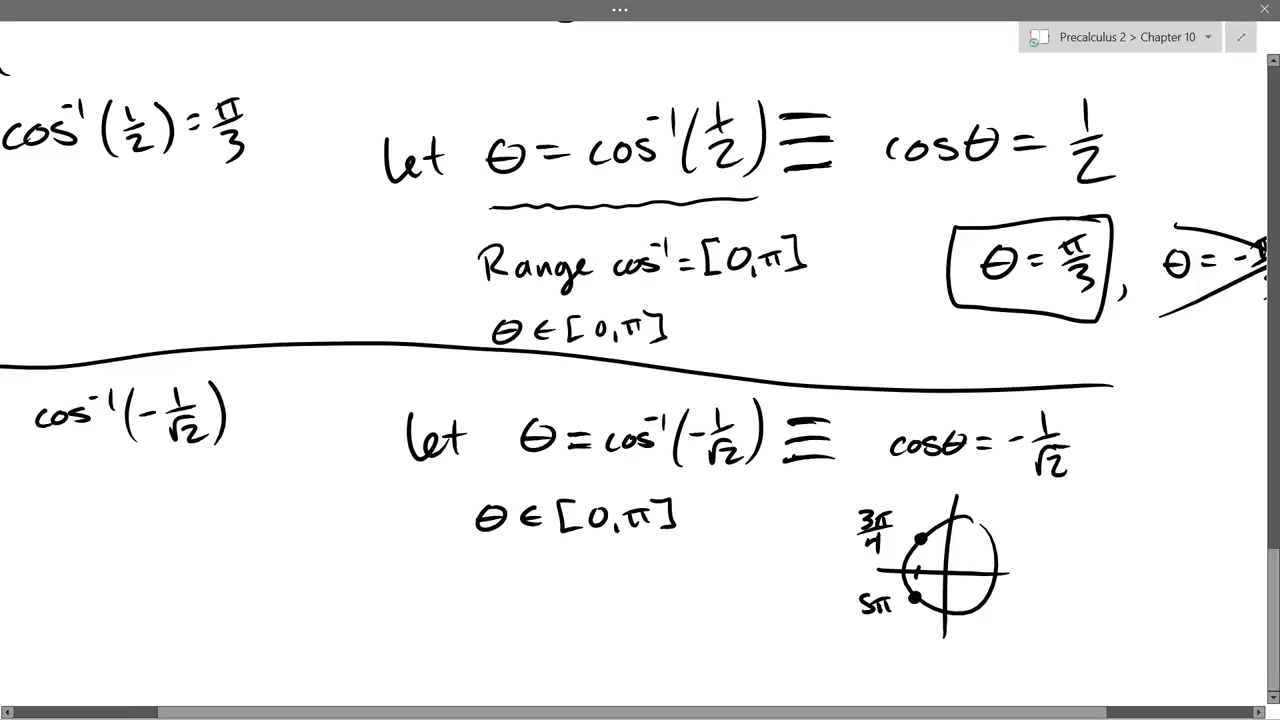 Precalculus 2 > Chapter 10
cos⁻¹(1/2) = π/3
let θ = cos⁻¹(1/2) ≡ cosθ = 1/2
Range cos⁻¹ = [0,π]
θ = π/3, θ = -
θ ∈ [0,π]
cos⁻¹(-1/√2)
let θ = cos⁻¹(-1/√2) ≡ cosθ = -1/√2
θ ∈ [0,π]
3π/4
5π